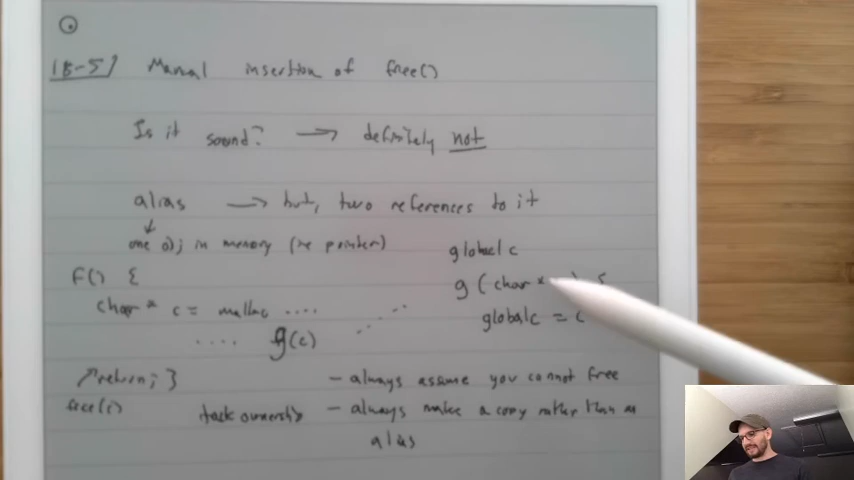 18-5] Manual insertion of free()
Is it sound? → definitely not
alias → but, two references to it
↓
one obj in memory (ie pointer)
globalc
f() {
g (char *
char* c = malloc ....
globalc = c
.... g(c) ....
return; }
- always assume you cannot free
free()
track ownership - always make a copy rather than an
alias